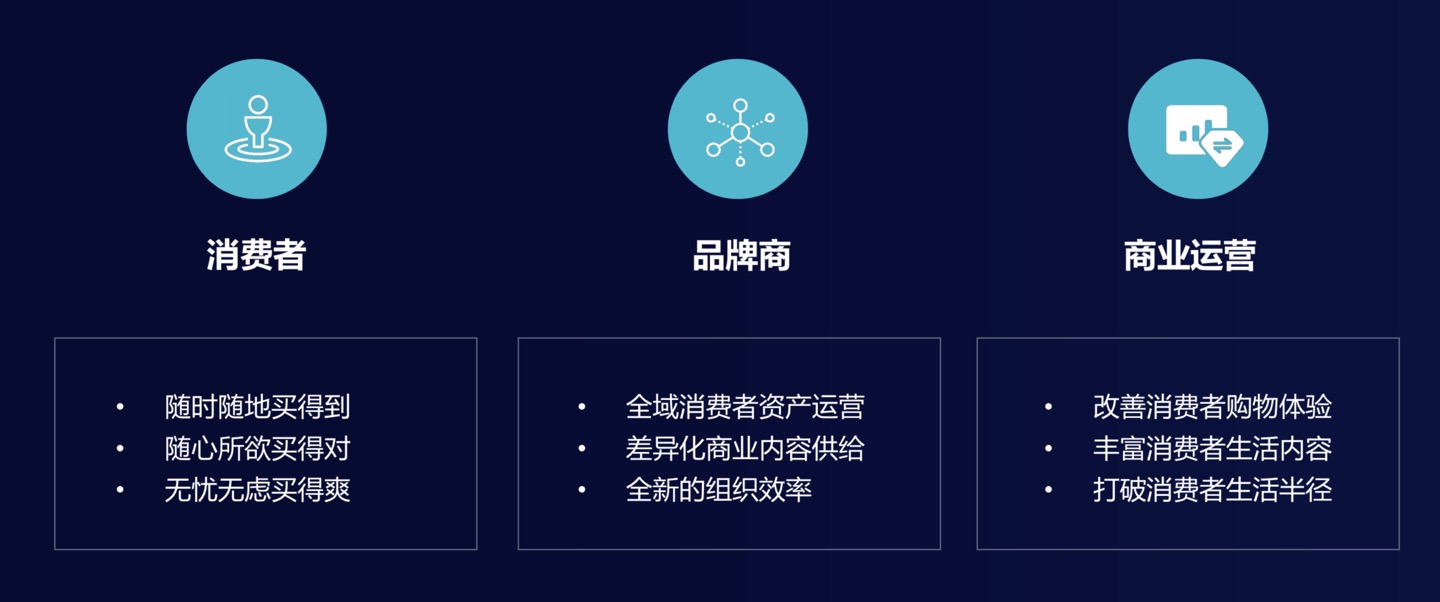 消费者
随时随地买得到
随心所欲买得对
无忧无虑买得爽
品牌商
全域消费者资产运营
差异化商业内容供给
全新的组织效率
商业运营
改善消费者购物体验
丰富消费者生活内容
打破消费者生活半径